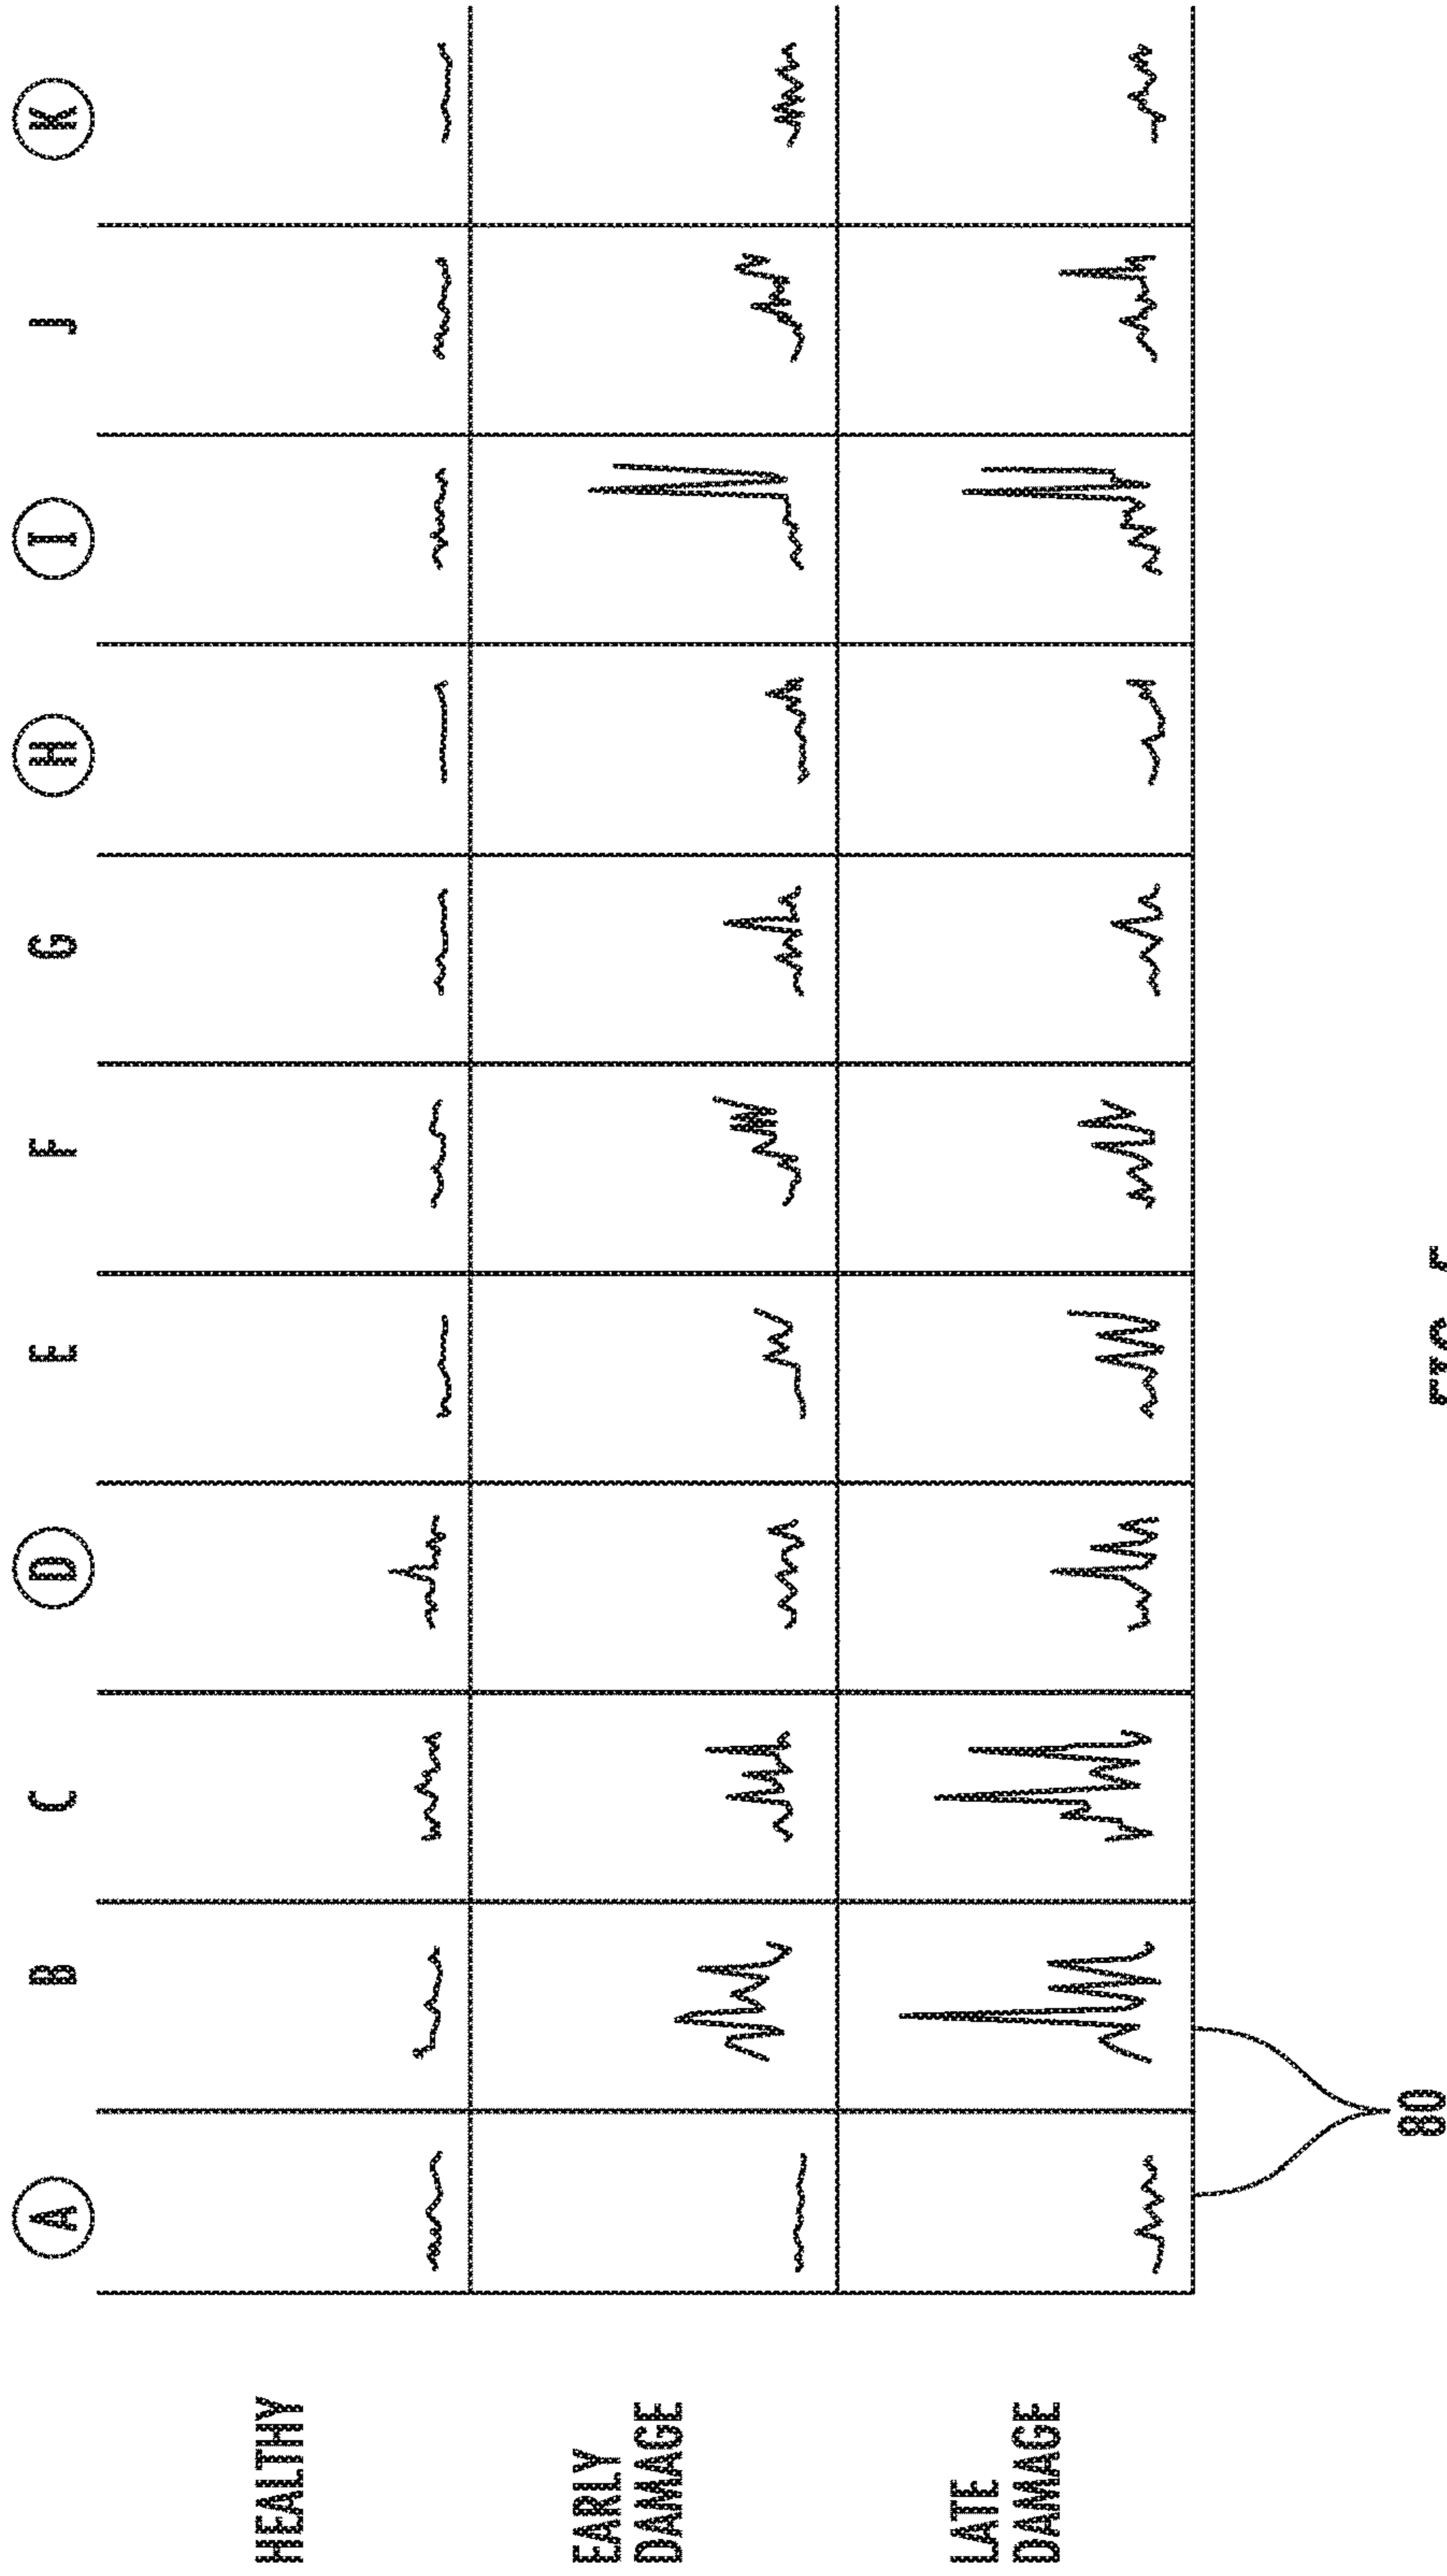 A B C D E F G H I J K
HEALTHY
EARLY
DAMAGE
LATE
DAMAGE
80